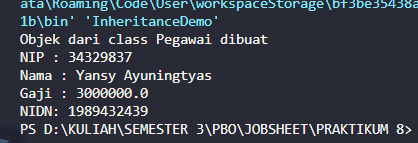 ata\Roaming\Code\User\workspaceStorage\bf3be35438a
1b\bin' 'InheritanceDemo'
Objek dari class Pegawai dibuat
NIP : 34329837
Nama : Yansy Ayuningtyas
Gaji : 3000000.0
NIDN: 1989432439
PS D:\KULIAH\SEMESTER 3\PBO\JOBSHEET\PRAKTIKUM 8>